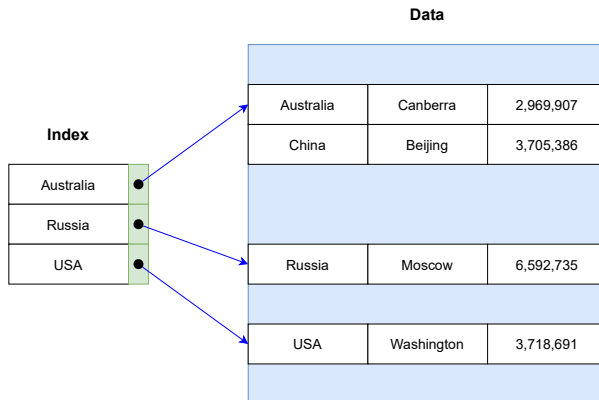 Data
Australia Canberra 2,969,907
China Beijing 3,705,386
Russia Moscow 6,592,735
USA Washington 3,718,691
Index
Australia
Russia
USA